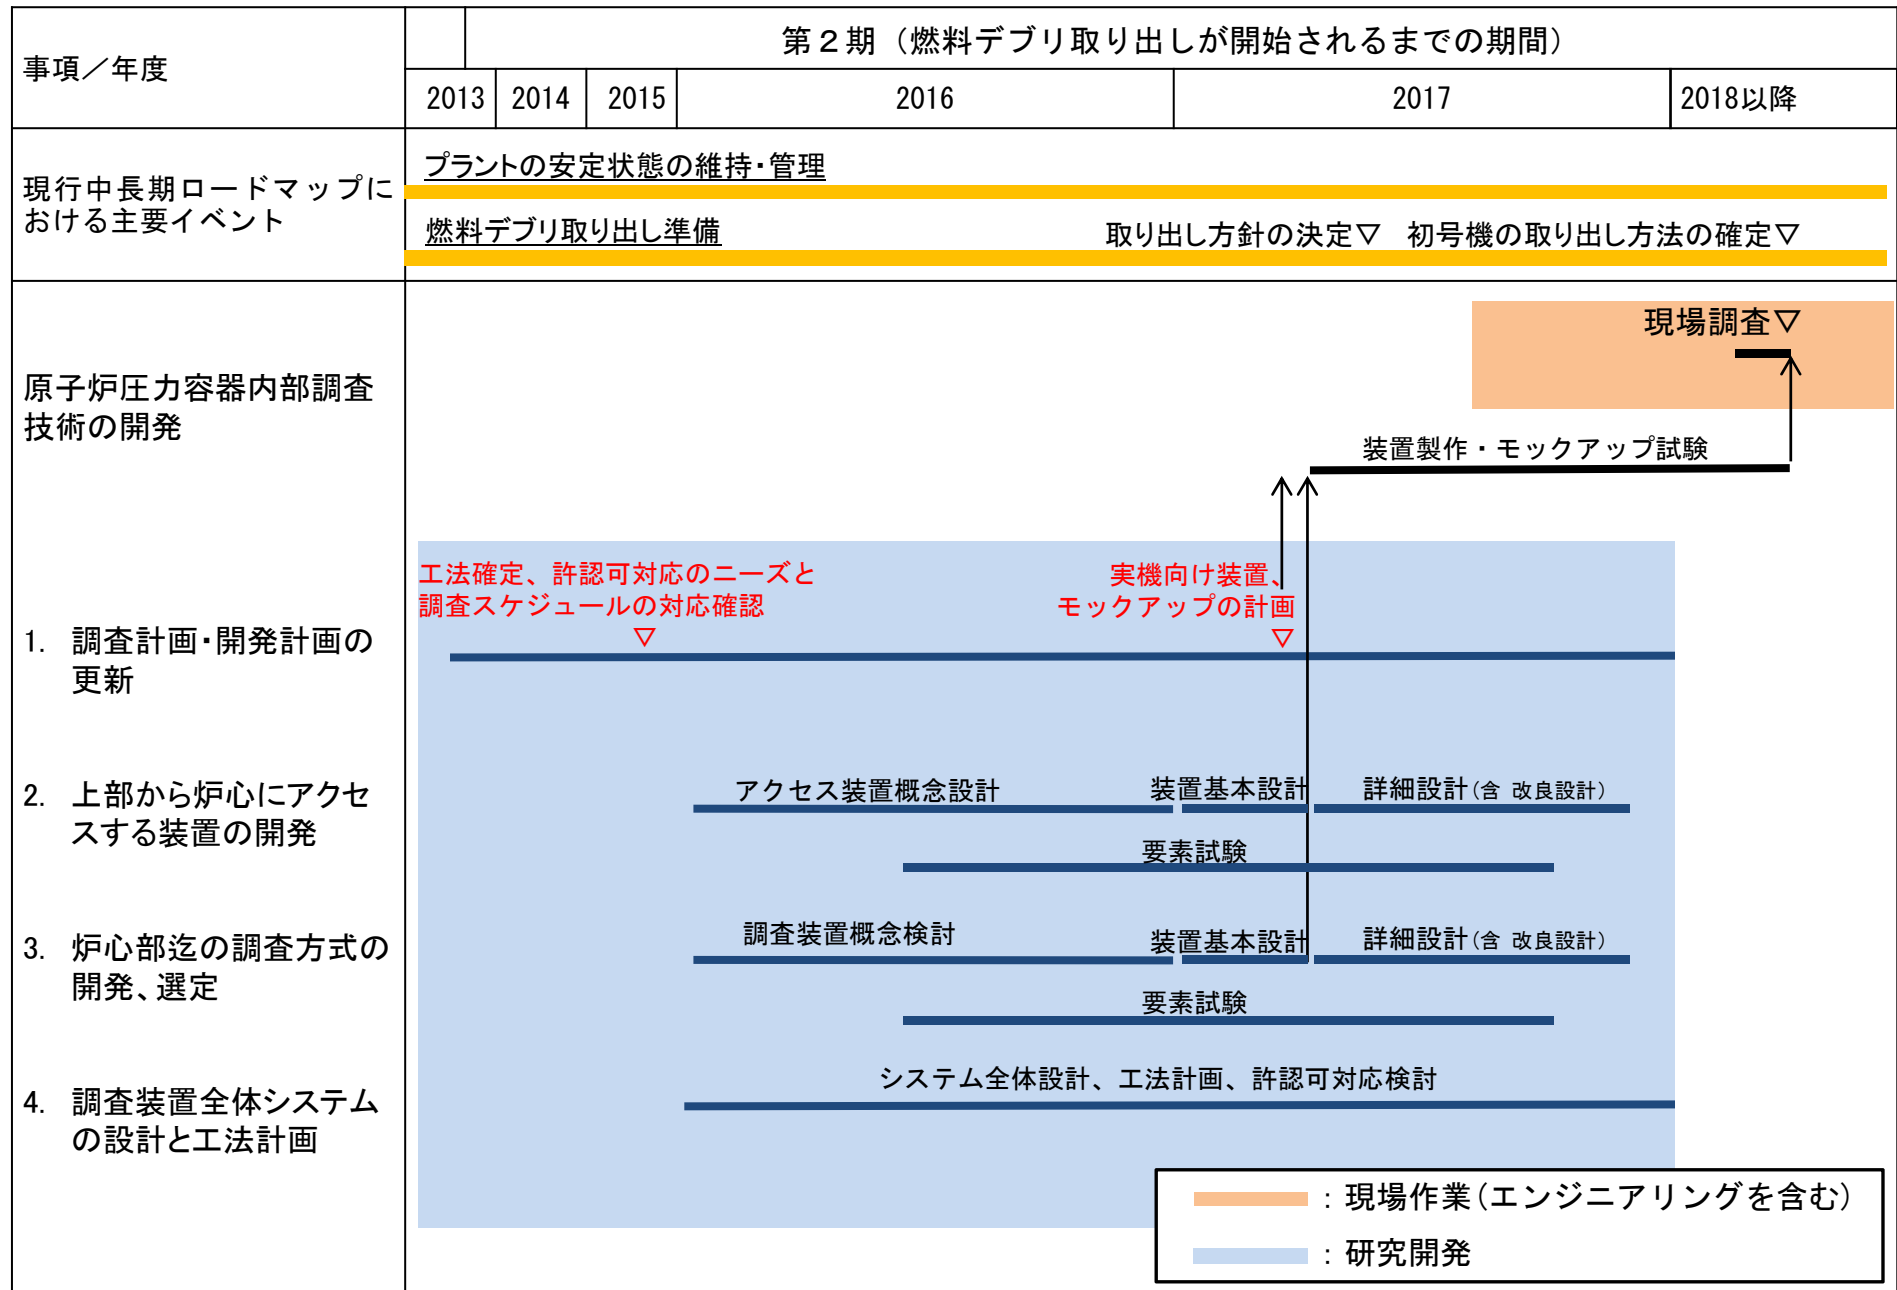 事項／年度
第２期（燃料デブリ取り出しが開始されるまでの期間）
2013
2014
2015
2016
2017
2018以降
現行中長期ロードマップに
おける主要イベント
プラントの安定状態の維持・管理
燃料デブリ取り出し準備
取り出し方針の決定▽
初号機の取り出し方法の確定▽
原子炉圧力容器内部調査
技術の開発
現場調査▽
装置製作・モックアップ試験
工法確定、許認可対応のニーズと
調査スケジュールの対応確認
▽
実機向け装置、
モックアップの計画
▽
1. 調査計画・開発計画の
更新
2. 上部から炉心にアクセ
スする装置の開発
アクセス装置概念設計
装置基本設計
詳細設計（含 改良設計）
要素試験
3. 炉心部迄の調査方式の
開発、選定
調査装置概念検討
装置基本設計
詳細設計（含 改良設計）
要素試験
4. 調査装置全体システム
の設計と工法計画
システム全体設計、工法計画、許認可対応検討
：現場作業（エンジニアリングを含む）
：研究開発